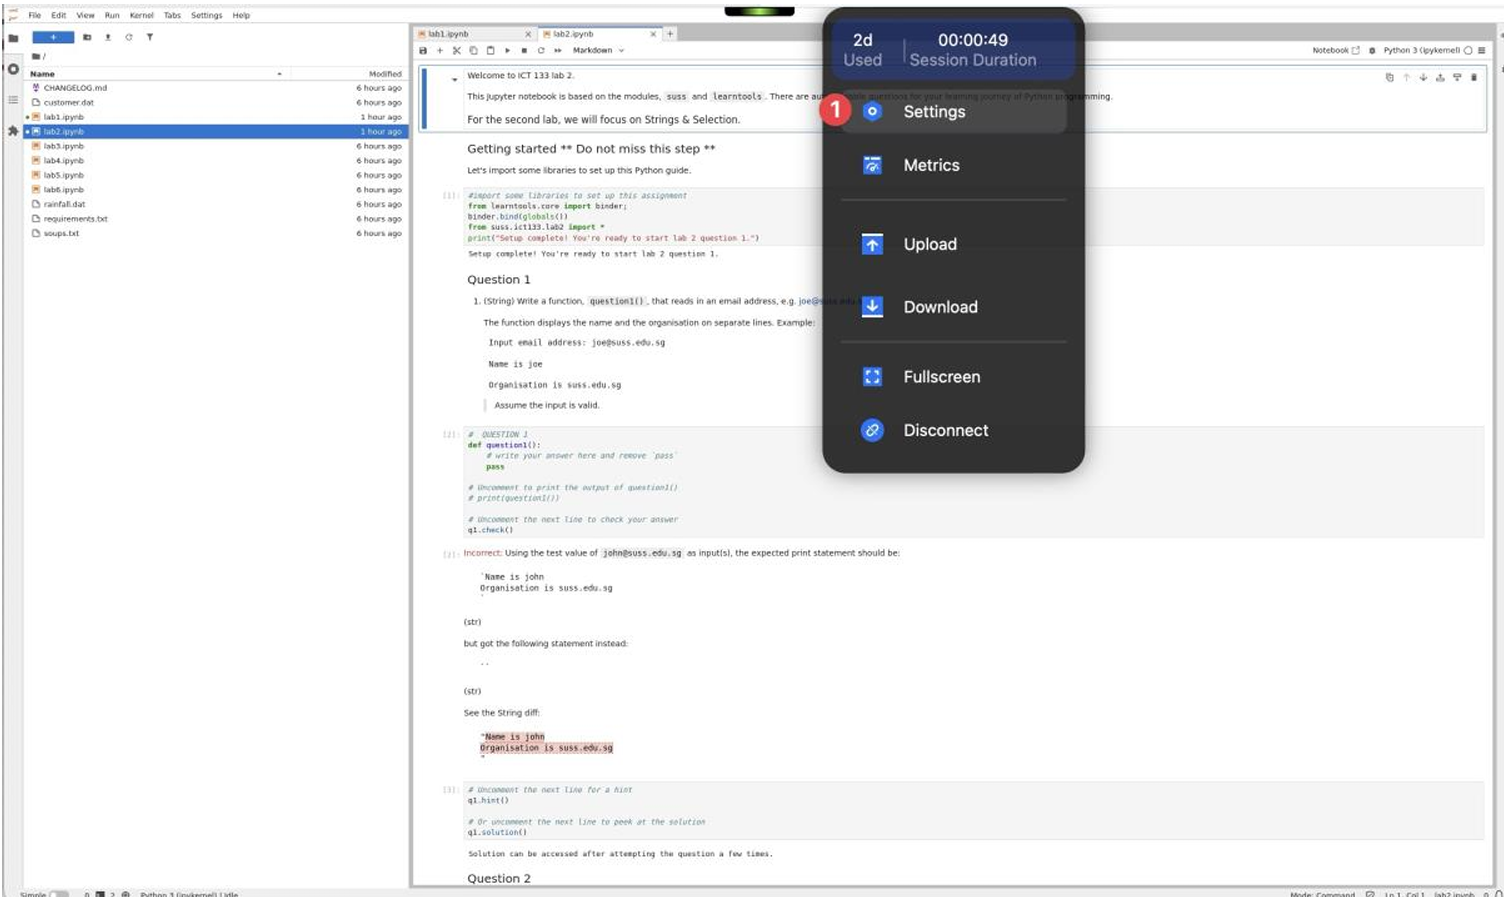 File Edit View Run Kernel Tabs Settings Help
+
/
Name Modified
CHANGELOG.md 6 hours ago
customer.dat 6 hours ago
lab1.ipynb 1 hour ago
lab2.ipynb 1 hour ago
lab3.ipynb 6 hours ago
lab4.ipynb 6 hours ago
lab5.ipynb 6 hours ago
lab6.ipynb 6 hours ago
rainfall.dat 6 hours ago
requirements.txt 6 hours ago
soups.txt 6 hours ago
lab1.ipynb × lab2.ipynb × +
Markdown
Notebook Python 3 (ipykernel)
Welcome to ICT 133 lab 2.
This Jupyter notebook is based on the modules, suss and learntools. There are questions for your learning journey of Python programming.
For the second lab, we will focus on Strings & Selection.
Getting started ** Do not miss this step **
Let's import some libraries to set up this Python guide.
[1]: #import some libraries to set up this assignment
from learntools.core import binder;
binder.bind(globals())
from suss.ict133.lab2 import *
print("Setup complete! You're ready to start lab 2 question 1.")
Setup complete! You're ready to start lab 2 question 1.
Question 1
1. (String) Write a function, question1(), that reads in an email address, e.g.
The function displays the name and the organisation on separate lines. Example:
Input email address: joe@suss.edu.sg
Name is joe
Organisation is suss.edu.sg
Assume the input is valid.
[2]: # QUESTION 1
def question1():
# write your answer here and remove `pass`
pass
# Uncomment to print the output of question1()
# print(question1())
# Uncomment the next line to check your answer
q1.check()
[2]: Incorrect: Using the test value of john@suss.edu.sg as input(s), the expected print statement should be:
`Name is john
Organisation is suss.edu.sg
`
(str)
but got the following statement instead:
``
(str)
See the String diff:
"Name is john
Organisation is suss.edu.sg
"
[3]: # Uncomment the next line for a hint
q1.hint()
# Or uncomment the next line to peek at the solution
q1.solution()
Solution can be accessed after attempting the question a few times.
Question 2
2d 00:00:49
Used Session Duration
1 Settings
Metrics
Upload
Download
Fullscreen
Disconnect
Simple 0 2 Python 3 (ipykernel) | Idle Mode: Command Ln 1, Col 1 lab2.ipynb 0